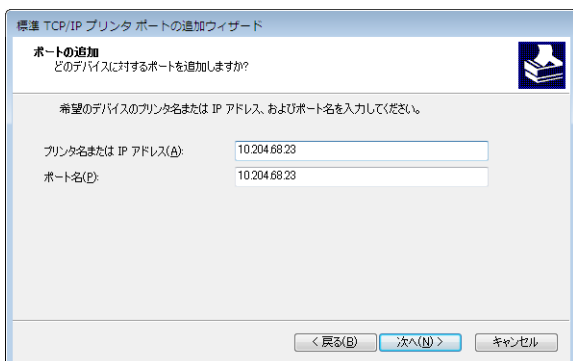 標準 TCP/IP プリンタ ポートの追加ウィザード
ポートの追加
どのデバイスに対するポートを追加しますか?
希望のデバイスのプリンタ名または IP アドレス、およびポート名を入力してください。
プリンタ名または IP アドレス(A): 10.204.68.23
ポート名(P): 10.204.68.23
< 戻る(B) 次へ(N) > キャンセル